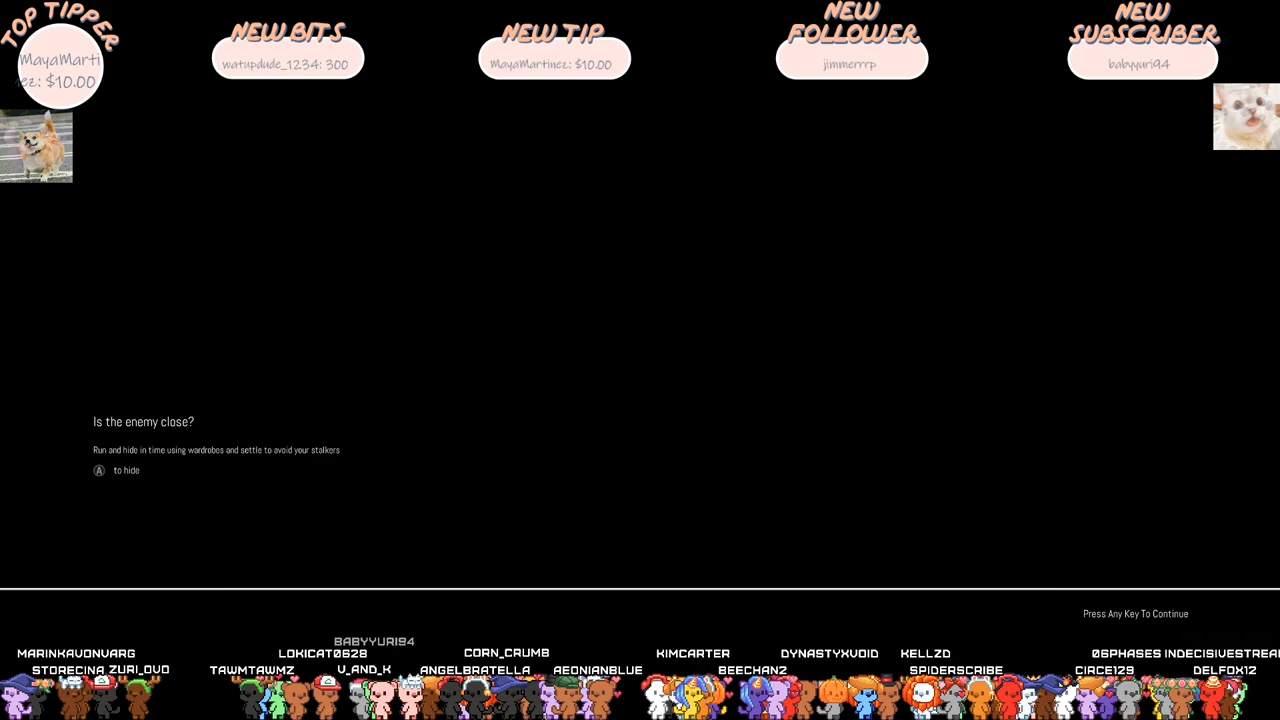 TOP TIPPER
MayaMarti
nez: $10.00
NEW BITS
watupdude_1234: 300
NEW TIP
MayaMartinez: $10.00
NEW
FOLLOWER
jimmerrrp
NEW
SUBSCRIBER
babyyuri94
Is the enemy close?
Run and hide in time using wardrobes and settle to avoid your stalkers
A to hide
Press Any Key To Continue
BABYYURI94
MARINKAVONVARG LOKICAT0628 CORN_CRUMB KIMCARTER DYNASTYXVOID KELLZD 08PHASES INDECISIVESTREA
STORECINA ZURI_OVO TAWMTAWMZ V_AND_K ANGELBRATELLA AEONIANBLUE BEECHANZ SPIDERSCRIBE CIRCE129 DELFOX12